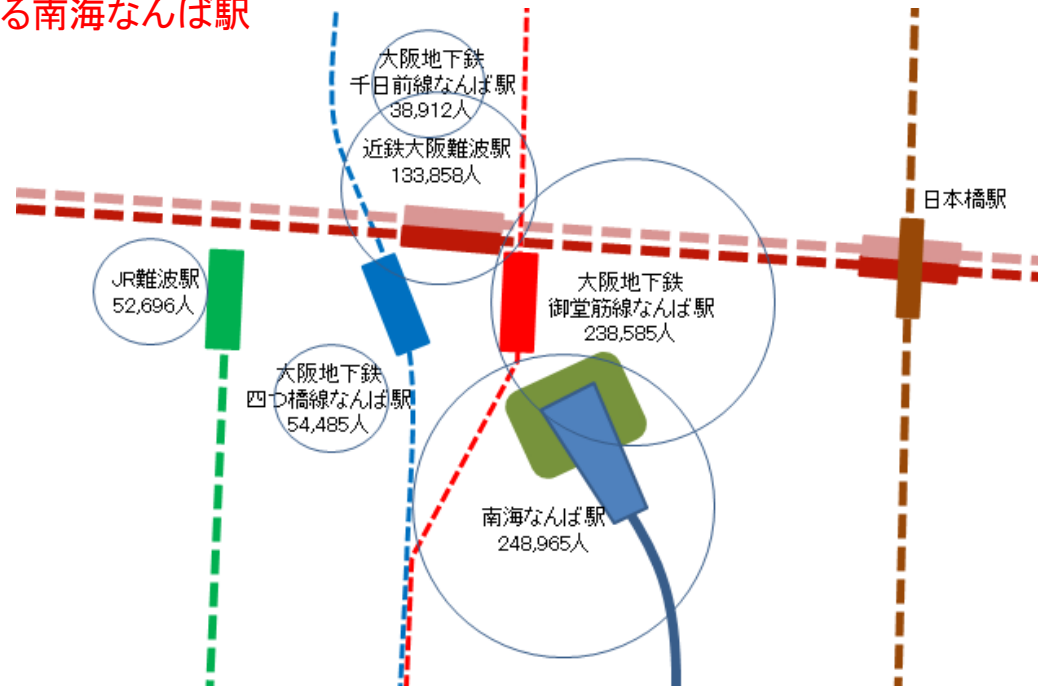 る南海なんば駅
大阪地下鉄
千日前線なんば駅
38,912人
近鉄大阪難波駅
133,858人
日本橋駅
JR難波駅
52,696人
大阪地下鉄
御堂筋線なんば駅
238,585人
大阪地下鉄
四つ橋線なんば駅
54,485人
南海なんば駅
248,965人